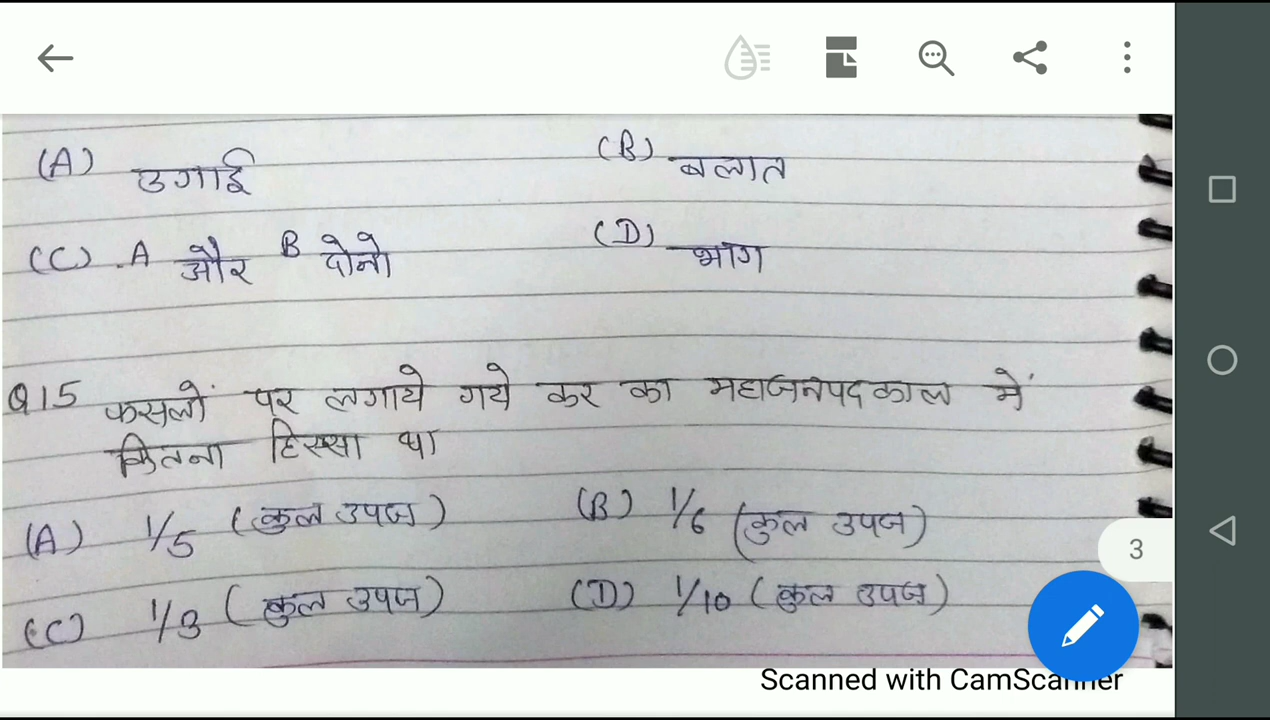 (A) उगाई (B) बलात
(C) . A और B दोनो (D) भाग
Q15 फसलों पर लगाये गये कर का महाजनपदकाल में
कितना हिस्सा था
(A) 1/5 (कुल उपज) (B) 1/6 (कुल उपज)
(C) 1/3 (कुल उपज) (D) 1/10 (कुल उपज)
3
Scanned with CamScanner